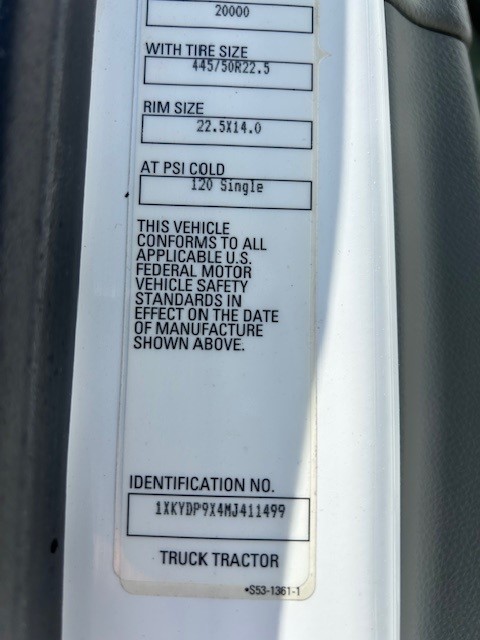 20000
WITH TIRE SIZE
445/50R22.5
RIM SIZE
22.5X14.0
AT PSI COLD
120 Single
THIS VEHICLE
CONFORMS TO ALL
APPLICABLE U.S.
FEDERAL MOTOR
VEHICLE SAFETY
STANDARDS IN
EFFECT ON THE DATE
OF MANUFACTURE
SHOWN ABOVE.
IDENTIFICATION NO.
1XKYDP9X4MJ411499
TRUCK TRACTOR
•S53-1361-1